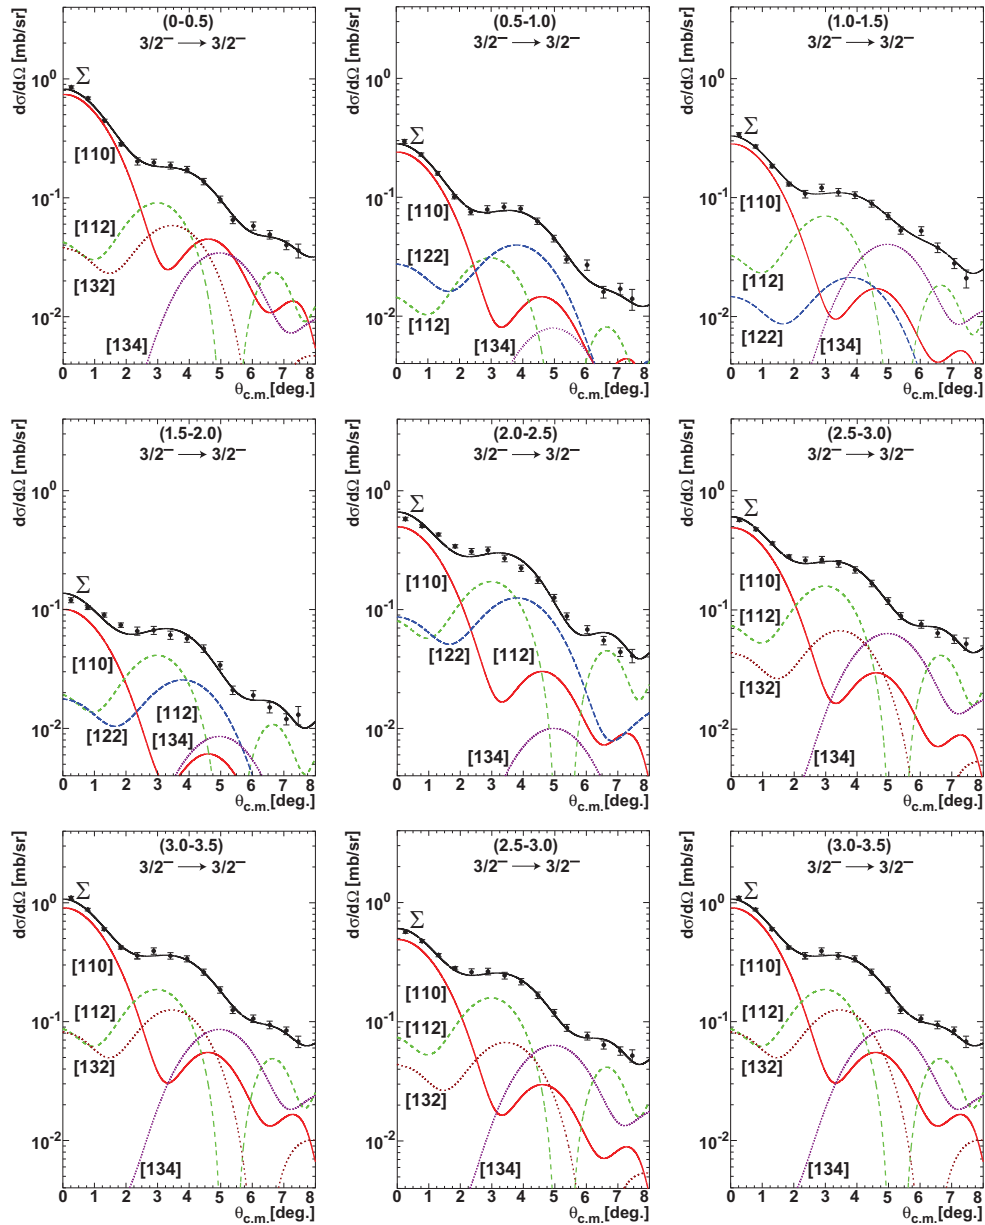 (0-0.5)
3/2⁻ → 3/2⁻
dσ/dΩ [mb/sr]
10⁰
10⁻¹
10⁻²
Σ
[110]
[112]
[132]
[134]
0 1 2 3 4 5 6 7 8
θc.m.[deg.]
(0.5-1.0)
3/2⁻ → 3/2⁻
dσ/dΩ [mb/sr]
10⁰
10⁻¹
10⁻²
Σ
[110]
[122]
[112]
[134]
0 1 2 3 4 5 6 7 8
θc.m.[deg.]
(1.0-1.5)
3/2⁻ → 3/2⁻
dσ/dΩ [mb/sr]
10⁰
10⁻¹
10⁻²
Σ
[110]
[112]
[122]
[134]
0 1 2 3 4 5 6 7 8
θc.m.[deg.]
(1.5-2.0)
3/2⁻ → 3/2⁻
dσ/dΩ [mb/sr]
10⁰
10⁻¹
10⁻²
Σ
[110]
[112]
[122]
[134]
0 1 2 3 4 5 6 7 8
θc.m.[deg.]
(2.0-2.5)
3/2⁻ → 3/2⁻
dσ/dΩ [mb/sr]
10⁰
10⁻¹
10⁻²
Σ
[110]
[122]
[112]
[134]
0 1 2 3 4 5 6 7 8
θc.m.[deg.]
(2.5-3.0)
3/2⁻ → 3/2⁻
dσ/dΩ [mb/sr]
10⁰
10⁻¹
10⁻²
Σ
[110]
[112]
[132]
[134]
0 1 2 3 4 5 6 7 8
θc.m.[deg.]
(3.0-3.5)
3/2⁻ → 3/2⁻
dσ/dΩ [mb/sr]
10⁰
10⁻¹
10⁻²
Σ
[110]
[112]
[132]
[134]
0 1 2 3 4 5 6 7 8
θc.m.[deg.]
(2.5-3.0)
3/2⁻ → 3/2⁻
dσ/dΩ [mb/sr]
10⁰
10⁻¹
10⁻²
Σ
[110]
[112]
[132]
[134]
0 1 2 3 4 5 6 7 8
θc.m.[deg.]
(3.0-3.5)
3/2⁻ → 3/2⁻
dσ/dΩ [mb/sr]
10⁰
10⁻¹
10⁻²
Σ
[110]
[112]
[132]
[134]
0 1 2 3 4 5 6 7 8
θc.m.[deg.]